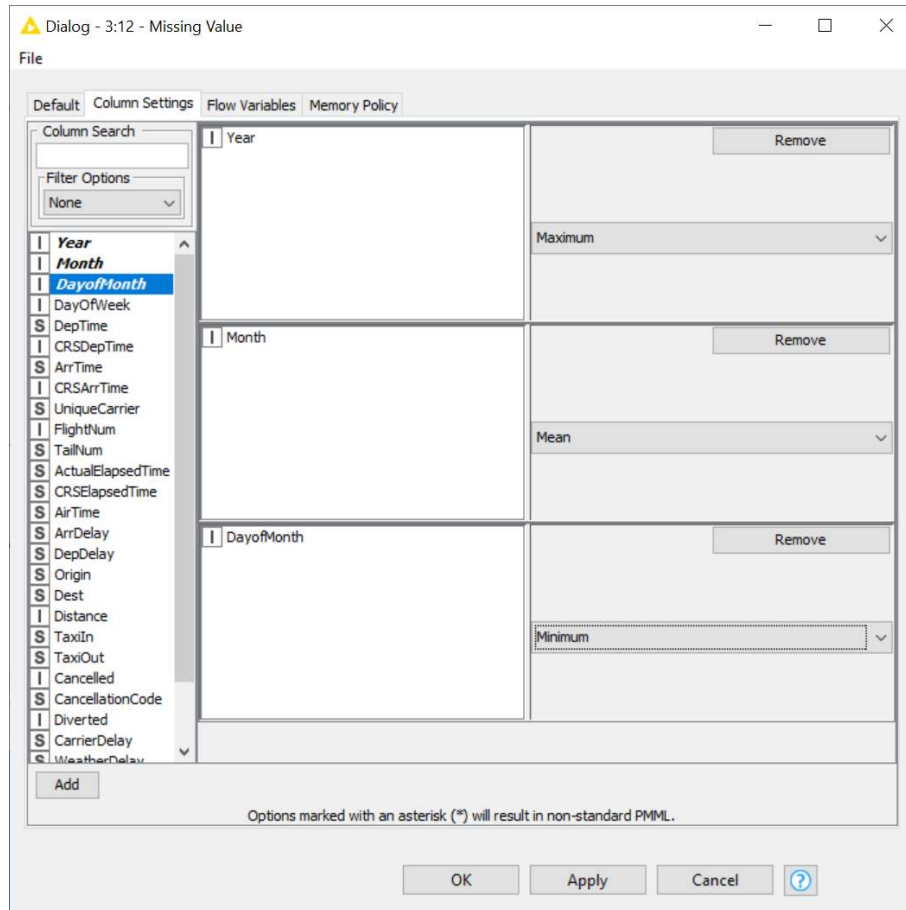 Dialog - 3:12 - Missing Value
File
Default Column Settings Flow Variables Memory Policy
Column Search
Filter Options
None
I Year
I Month
I DayofMonth
I DayOfWeek
S DepTime
I CRSDepTime
S ArrTime
I CRSArrTime
S UniqueCarrier
I FlightNum
S TailNum
S ActualElapsedTime
S CRSElapsedTime
S AirTime
S ArrDelay
S DepDelay
S Origin
S Dest
I Distance
S TaxiIn
S TaxiOut
I Cancelled
S CancellationCode
I Diverted
S CarrierDelay
S WeatherDelay
Add
I Year
Remove
Maximum
I Month
Remove
Mean
I DayofMonth
Remove
Minimum
Options marked with an asterisk (*) will result in non-standard PMML.
OK Apply Cancel ?